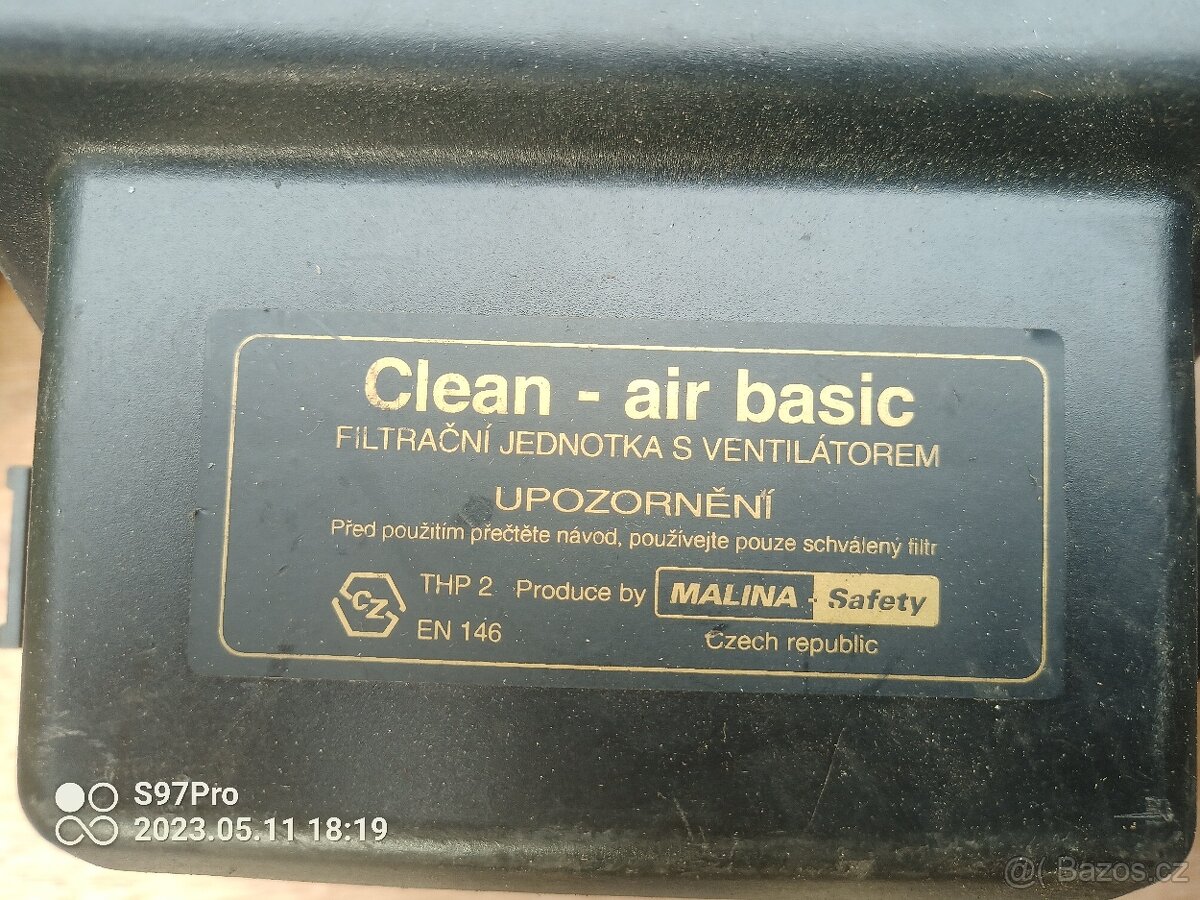 Clean - air basic
FILTRAČNÍ JEDNOTKA S VENTILÁTOREM
UPOZORNĚNÍ
Před použitím přečtěte návod, používejte pouze schválený filtr
CZ THP 2 Produce by MALINA - Safety
EN 146 Czech republic
S97Pro
2023.05.11 18:19
@( Bazos.cz